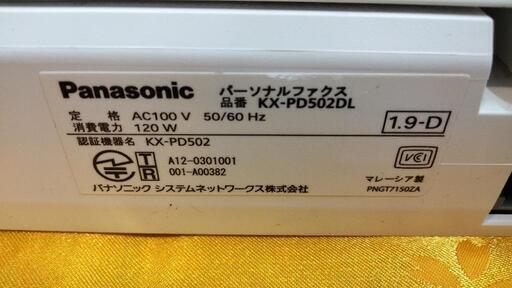 Panasonic パーソナルファクス
品番 KX-PD502DL
定 格 AC100 V 50/60 Hz
消費電力 120 W
1.9-D
認証機器名 KX-PD502
T A12-0301001
R 001-A00382
VCI
マレーシア製
パナソニック システムネットワークス株式会社
PNGT7150ZA